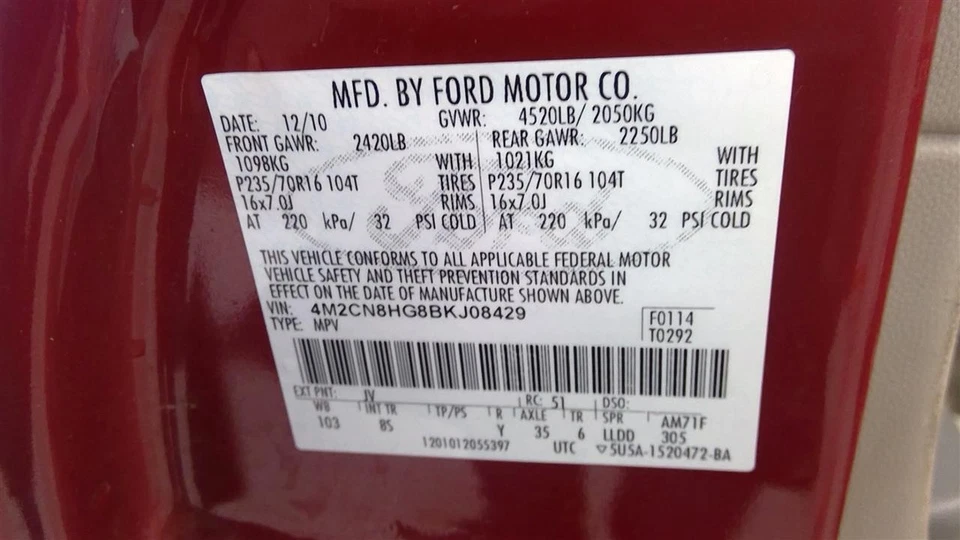 MFD. BY FORD MOTOR CO.
DATE: 12/10 GVWR: 4520LB/ 2050KG
FRONT GAWR: 2420LB REAR GAWR: 2250LB
1098KG WITH 1021KG WITH
P235/70R16 104T TIRES P235/70R16 104T TIRES
16x7.0J RIMS 16x7.0J RIMS
AT 220 kPa/ 32 PSI COLD AT 220 kPa/ 32 PSI COLD
THIS VEHICLE CONFORMS TO ALL APPLICABLE FEDERAL MOTOR
VEHICLE SAFETY AND THEFT PREVENTION STANDARDS IN
EFFECT ON THE DATE OF MANUFACTURE SHOWN ABOVE.
VIN: 4M2CN8HG8BKJ08429 F0114
TYPE: MPV T0292
EXT PNT: JV RC: 51 DSO:
WB INT TR TP/PS R AXLE TR SPR AM71F
103 BS Y 35 6 LLDD 305
1201012055397 UTC ▽5U5A-1520472-BA
Ford